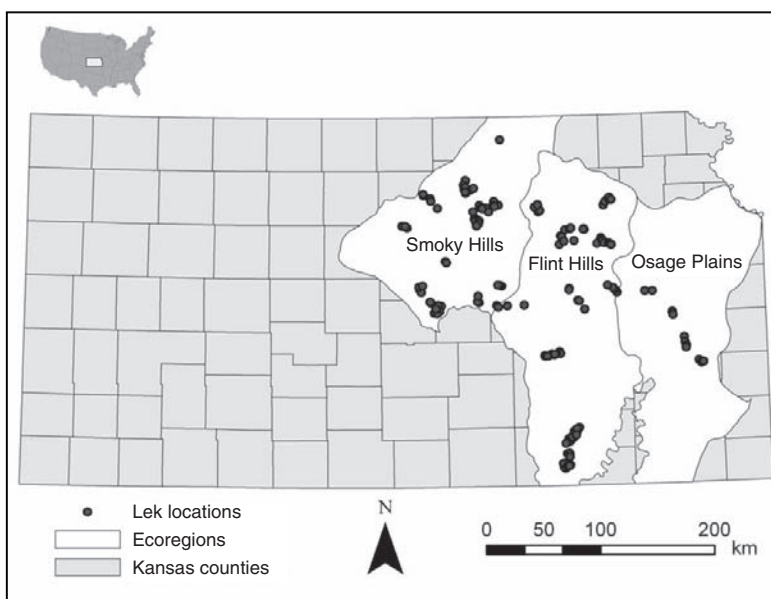 Smoky Hills
Flint Hills
Osage Plains
Lek locations
Ecoregions
Kansas counties
N
0 50 100 200
km